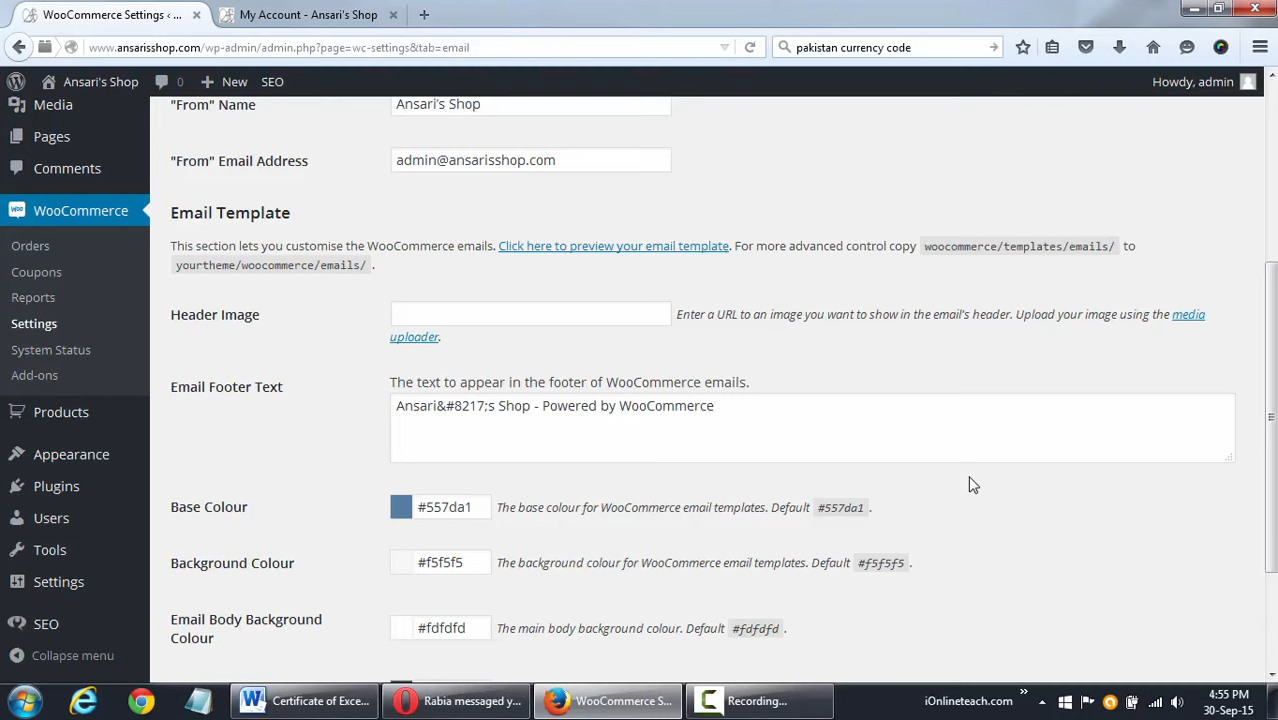 WooCommerce Settings ‹ ...
My Account - Ansari's Shop
www.ansarisshop.com/wp-admin/admin.php?page=wc-settings&tab=email
pakistan currency code
Ansari's Shop
0
New
SEO
Howdy, admin
Media
Pages
Comments
WooCommerce
Orders
Coupons
Reports
Settings
System Status
Add-ons
Products
Appearance
Plugins
Users
Tools
Settings
SEO
Collapse menu
"From" Name
Ansari's Shop
"From" Email Address
admin@ansarisshop.com
Email Template
This section lets you customise the WooCommerce emails. Click here to preview your email template. For more advanced control copy woocommerce/templates/emails/ to
yourtheme/woocommerce/emails/ .
Header Image
Enter a URL to an image you want to show in the email's header. Upload your image using the media
uploader.
Email Footer Text
The text to appear in the footer of WooCommerce emails.
Ansari&#8217;s Shop - Powered by WooCommerce
Base Colour
#557da1
The base colour for WooCommerce email templates. Default #557da1 .
Background Colour
#f5f5f5
The background colour for WooCommerce email templates. Default #f5f5f5 .
Email Body Background
Colour
#fdfdfd
The main body background colour. Default #fdfdfd .
Certificate of Exce...
Rabia messaged y...
WooCommerce S...
Recording...
iOnlineteach.com
4:55 PM
30-Sep-15